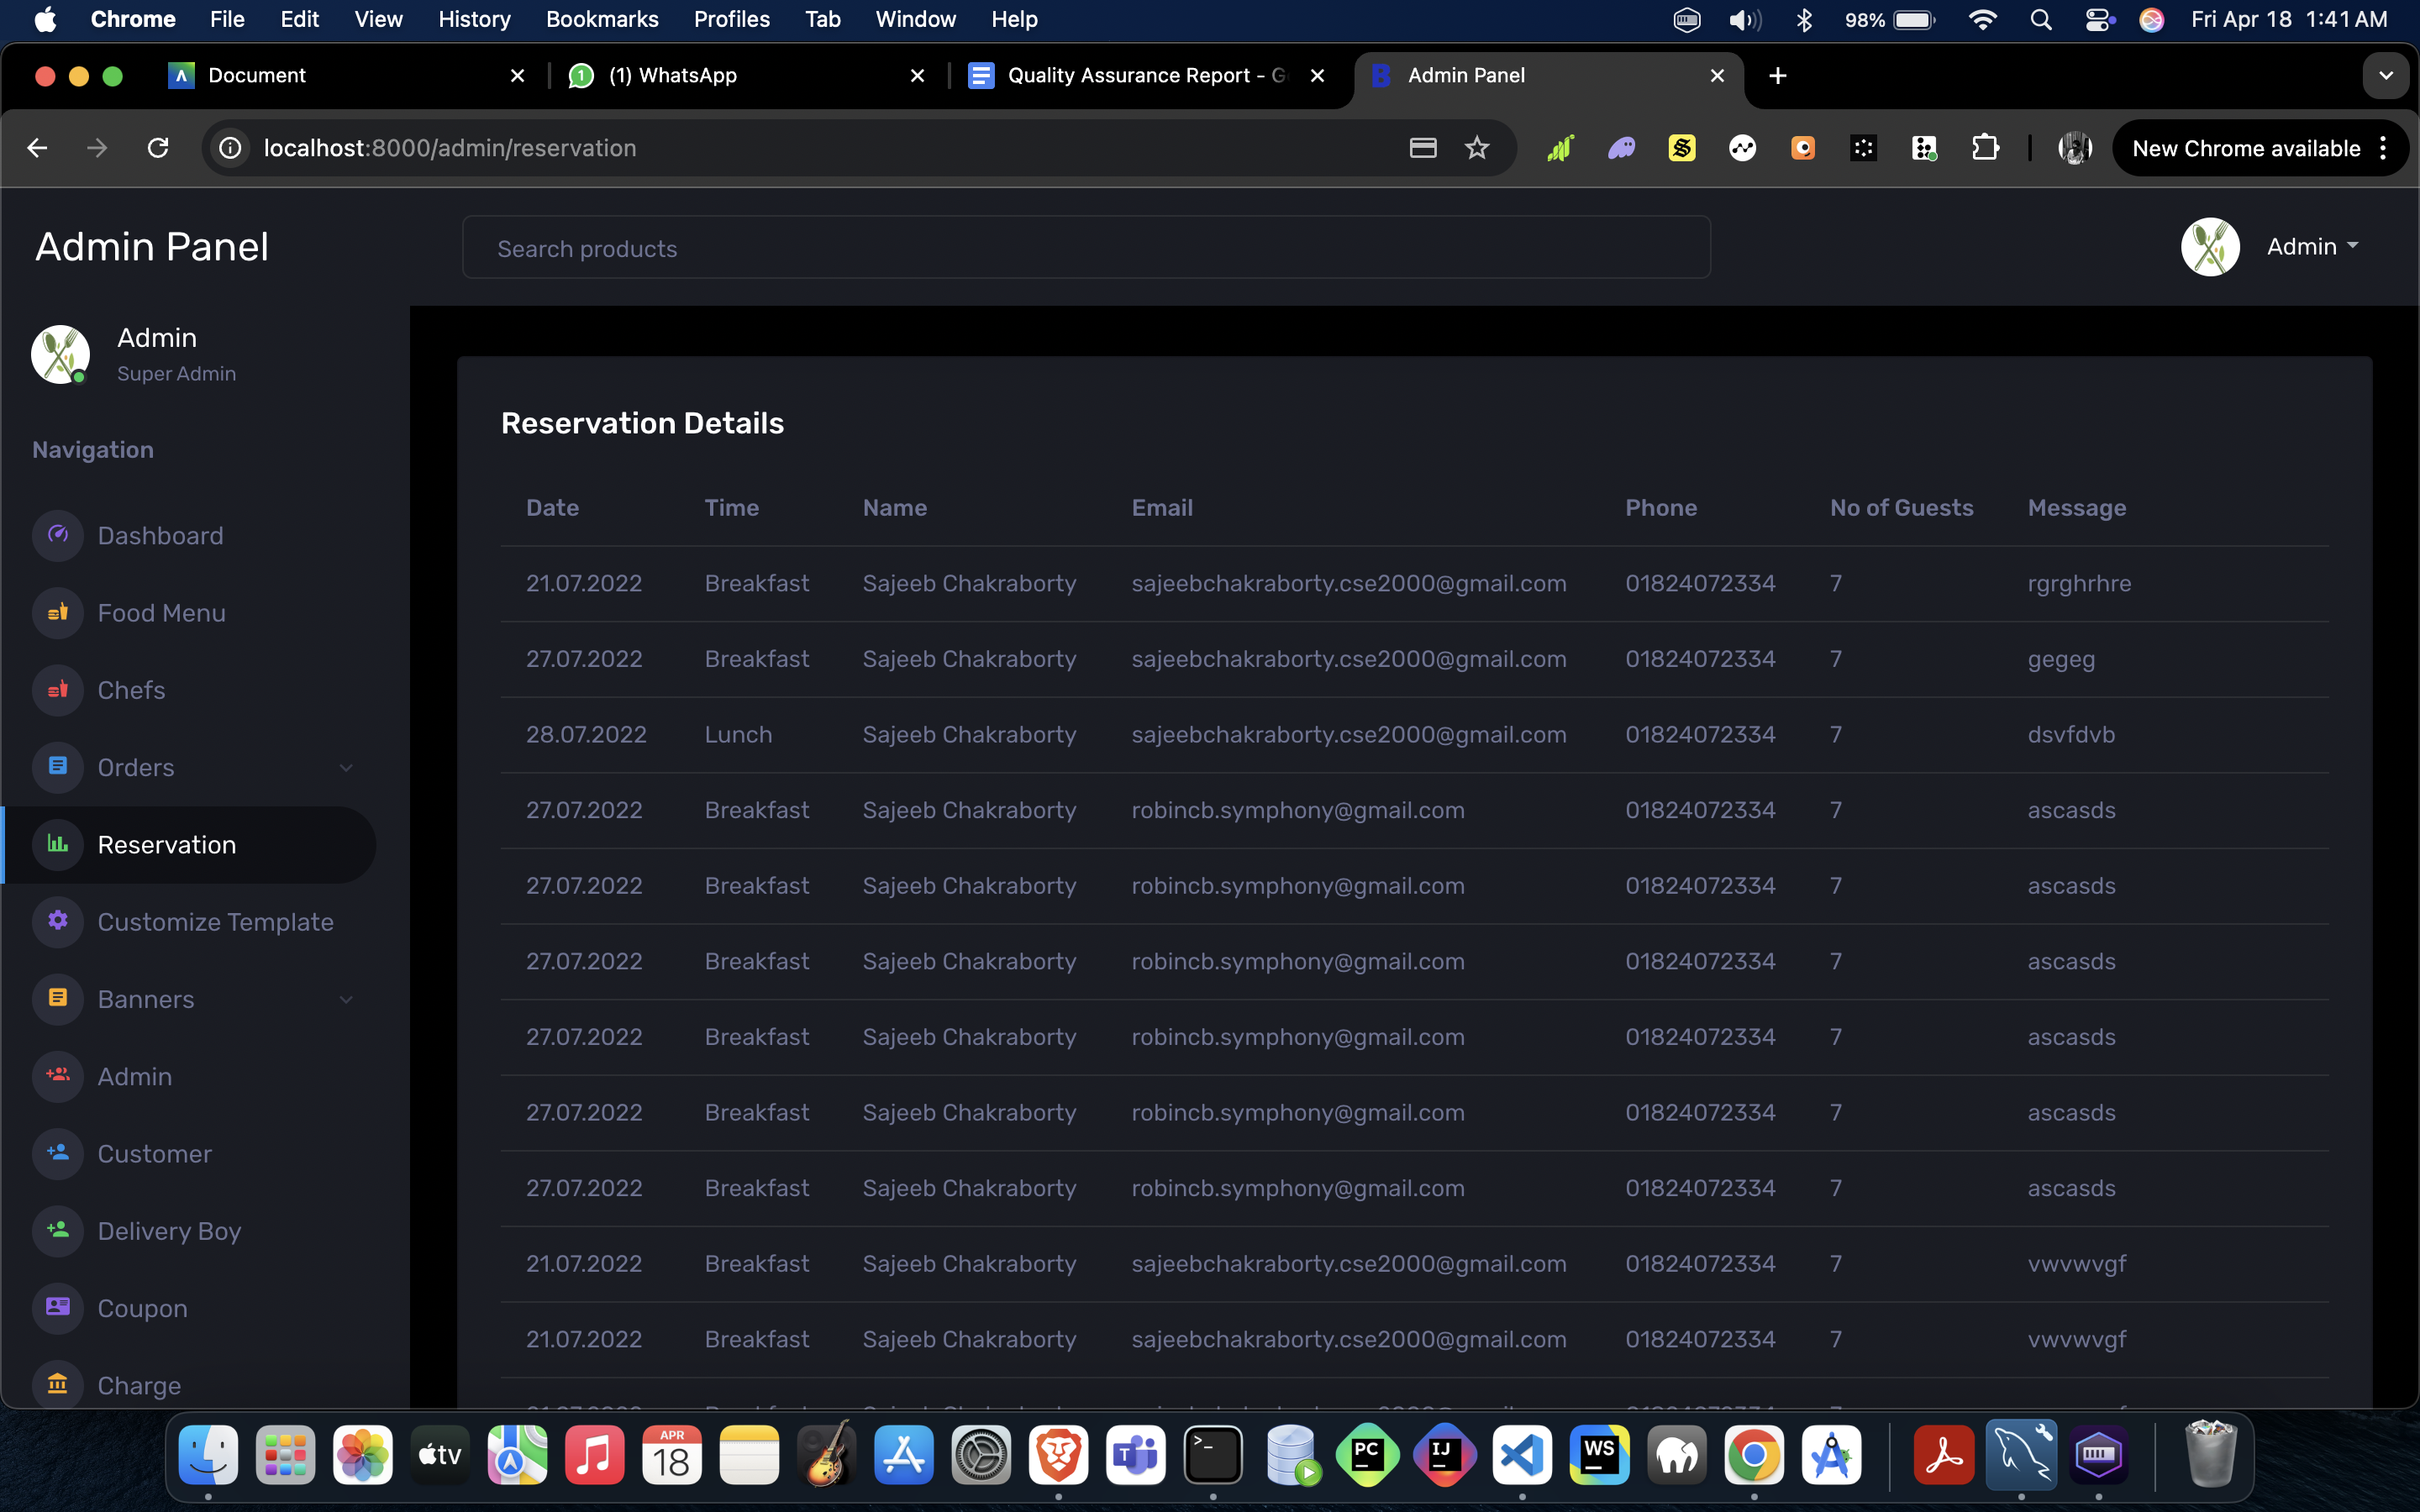 Chrome File Edit View History Bookmarks Profiles Tab Window Help 98% Fri Apr 18 1:41 AM
Document (1) WhatsApp Quality Assurance Report - G Admin Panel
localhost:8000/admin/reservation New Chrome available
Admin Panel Search products Admin
Admin
Super Admin
Navigation
Dashboard
Food Menu
Chefs
Orders
Reservation
Customize Template
Banners
Admin
Customer
Delivery Boy
Coupon
Charge
Reservation Details
Date Time Name Email Phone No of Guests Message
21.07.2022 Breakfast Sajeeb Chakraborty sajeebchakraborty.cse2000@gmail.com 01824072334 7 rgrghrhre
27.07.2022 Breakfast Sajeeb Chakraborty sajeebchakraborty.cse2000@gmail.com 01824072334 7 gegeg
28.07.2022 Lunch Sajeeb Chakraborty sajeebchakraborty.cse2000@gmail.com 01824072334 7 dsvfdvb
27.07.2022 Breakfast Sajeeb Chakraborty robincb.symphony@gmail.com 01824072334 7 ascasds
27.07.2022 Breakfast Sajeeb Chakraborty robincb.symphony@gmail.com 01824072334 7 ascasds
27.07.2022 Breakfast Sajeeb Chakraborty robincb.symphony@gmail.com 01824072334 7 ascasds
27.07.2022 Breakfast Sajeeb Chakraborty robincb.symphony@gmail.com 01824072334 7 ascasds
27.07.2022 Breakfast Sajeeb Chakraborty robincb.symphony@gmail.com 01824072334 7 ascasds
27.07.2022 Breakfast Sajeeb Chakraborty robincb.symphony@gmail.com 01824072334 7 ascasds
21.07.2022 Breakfast Sajeeb Chakraborty sajeebchakraborty.cse2000@gmail.com 01824072334 7 vwvwvgf
21.07.2022 Breakfast Sajeeb Chakraborty sajeebchakraborty.cse2000@gmail.com 01824072334 7 vwvwvgf
tv APR 18 PC IJ WS